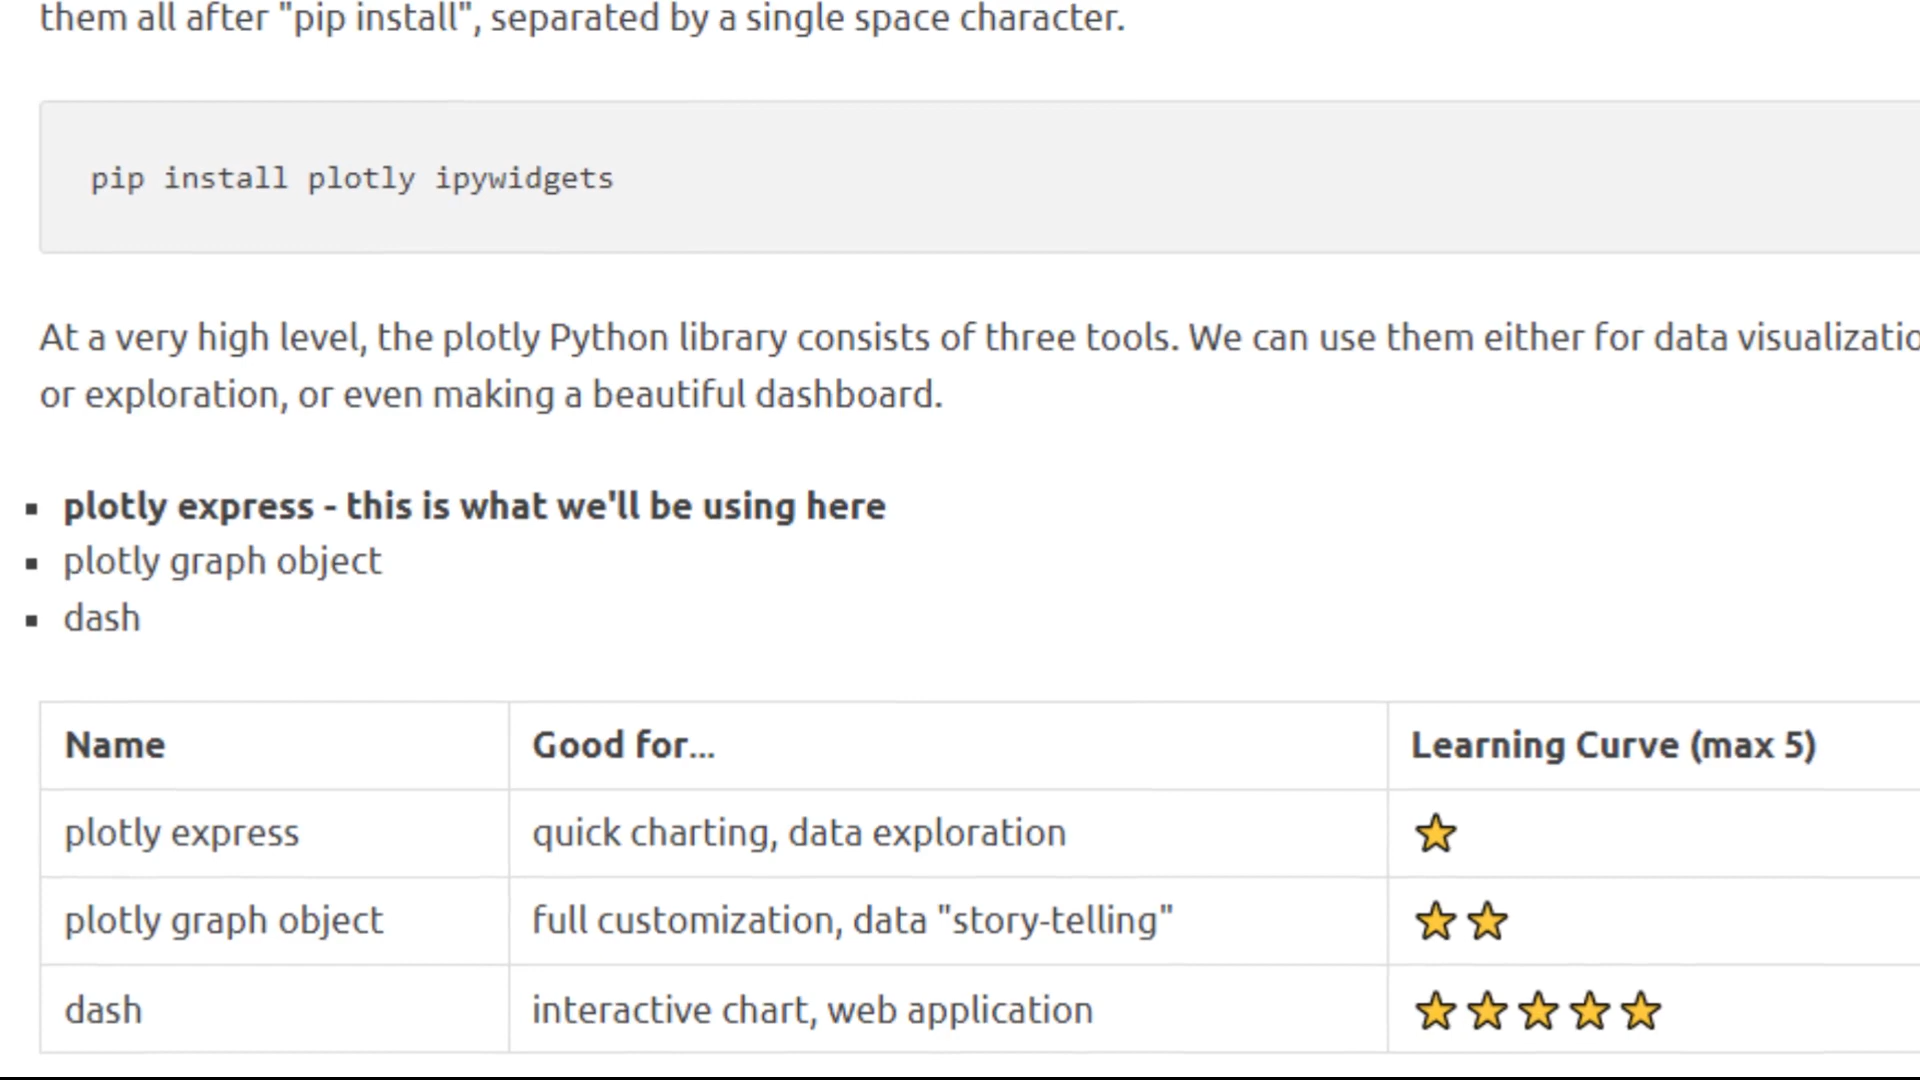 them all after "pip install", separated by a single space character.
pip install plotly ipywidgets
At a very high level, the plotly Python library consists of three tools. We can use them either for data visualizatio
or exploration, or even making a beautiful dashboard.
▪ plotly express - this is what we'll be using here
▪ plotly graph object
▪ dash
Name Good for... Learning Curve (max 5)
plotly express quick charting, data exploration ⭐
plotly graph object full customization, data "story-telling" ⭐⭐
dash interactive chart, web application ⭐⭐⭐⭐⭐